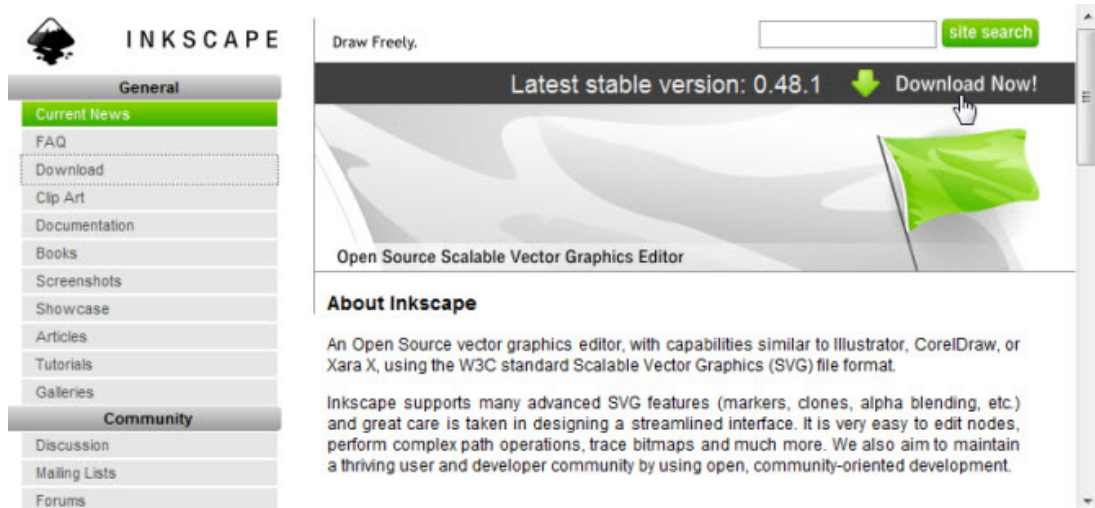 INKSCAPE
General
Current News
FAQ
Download
Clip Art
Documentation
Books
Screenshots
Showcase
Articles
Tutorials
Galleries
Community
Discussion
Mailing Lists
Forums
Draw Freely.
site search
Latest stable version: 0.48.1
Download Now!
Open Source Scalable Vector Graphics Editor
About Inkscape
An Open Source vector graphics editor, with capabilities similar to Illustrator, CorelDraw, or
Xara X, using the W3C standard Scalable Vector Graphics (SVG) file format.
Inkscape supports many advanced SVG features (markers, clones, alpha blending, etc.)
and great care is taken in designing a streamlined interface. It is very easy to edit nodes,
perform complex path operations, trace bitmaps and much more. We also aim to maintain
a thriving user and developer community by using open, community-oriented development.